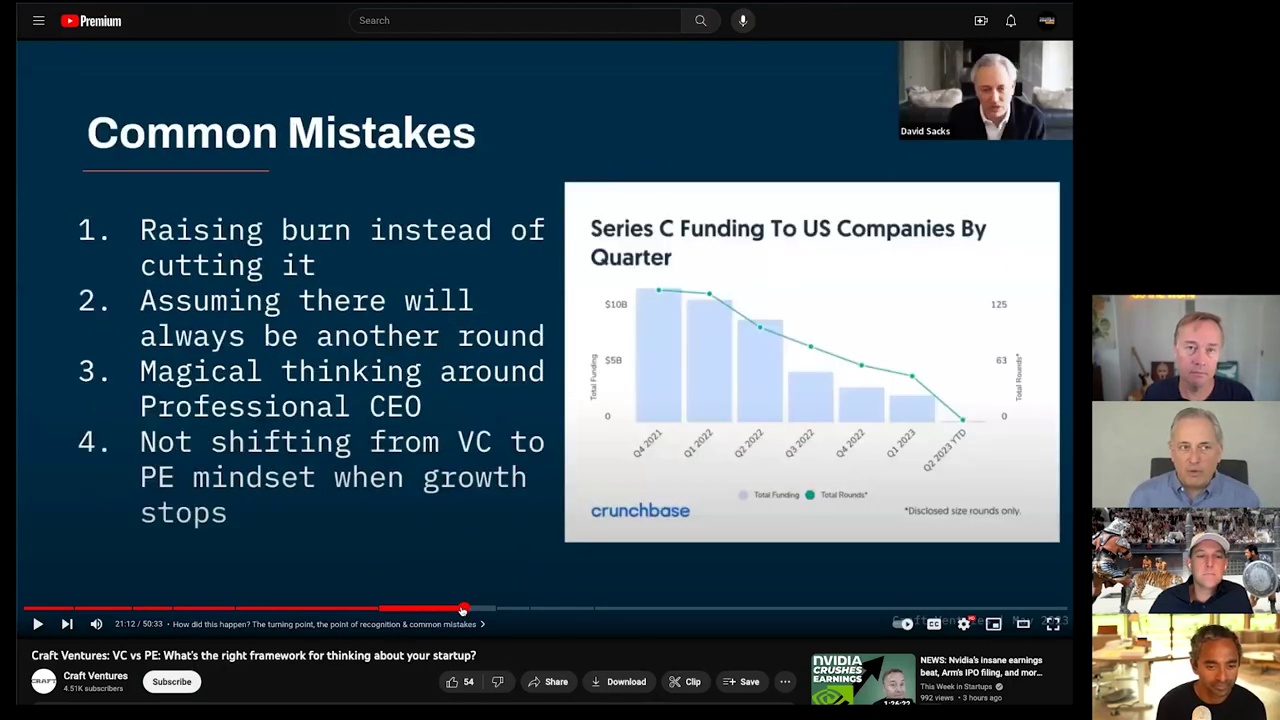 Premium
Search
David Sacks
Common Mistakes
1. Raising burn instead of
cutting it
2. Assuming there will
always be another round
3. Magical thinking around
Professional CEO
4. Not shifting from VC to
PE mindset when growth
stops
Series C Funding To US Companies By
Quarter
$10B
$5B
0
Total Funding
125
63
0
Total Rounds*
Q4 2021
Q1 2022
Q2 2022
Q3 2022
Q4 2022
Q1 2023
Q2 2023 YTD
Total Funding
Total Rounds*
crunchbase
*Disclosed size rounds only.
21:12 / 50:33 • How did this happen? The turning point, the point of recognition & common mistakes
Craft Ventures: VC vs PE: What's the right framework for thinking about your startup?
CRAFT
Craft Ventures
4.51K subscribers
Subscribe
54
Share
Download
Clip
Save
NVIDIA
CRUSHES
EARNINGS
1:26:22
NEWS: Nvidia's insane earnings
beat, Arm's IPO filing, and mor...
This Week in Startups
992 views • 3 hours ago